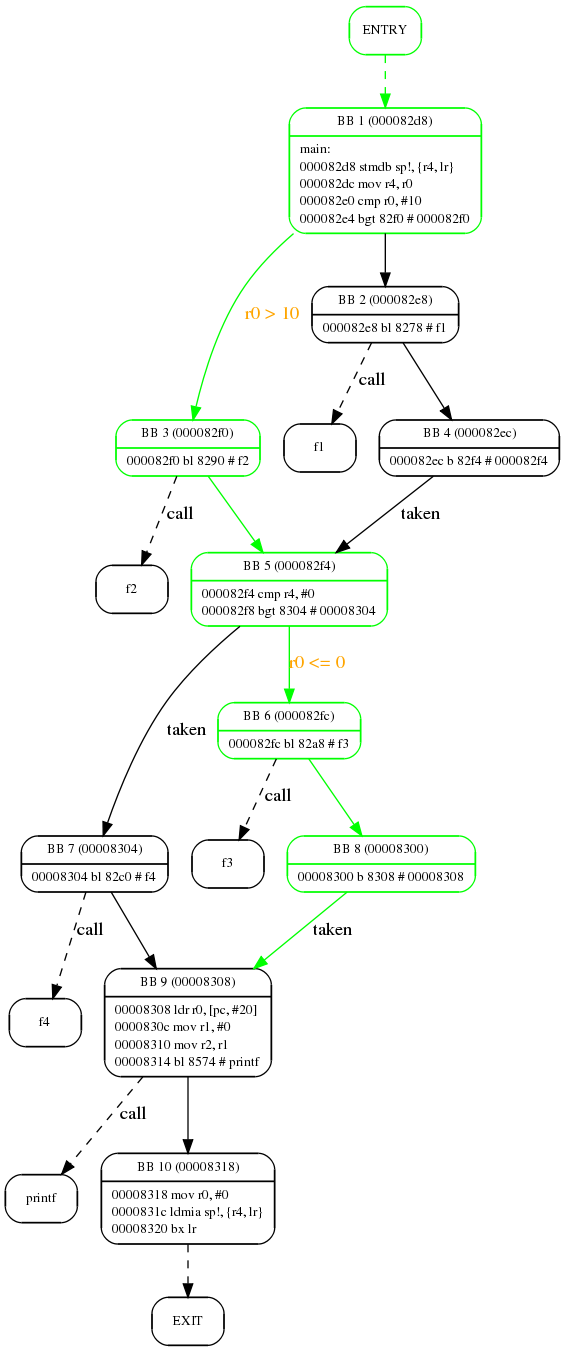 ENTRY
BB 1 (000082d8)
main:
000082d8 stmdb sp!, {r4, lr}
000082dc mov r4, r0
000082e0 cmp r0, #10
000082e4 bgt 82f0 # 000082f0
r0 > 10
BB 2 (000082e8)
000082e8 bl 8278 # f1
call
BB 3 (000082f0)
000082f0 bl 8290 # f2
f1
BB 4 (000082ec)
000082ec b 82f4 # 000082f4
call
taken
f2
BB 5 (000082f4)
000082f4 cmp r4, #0
000082f8 bgt 8304 # 00008304
r0 <= 0
taken
BB 6 (000082fc)
000082fc bl 82a8 # f3
call
BB 7 (00008304)
00008304 bl 82c0 # f4
f3
BB 8 (00008300)
00008300 b 8308 # 00008308
call
taken
f4
BB 9 (00008308)
00008308 ldr r0, [pc, #20]
0000830c mov r1, #0
00008310 mov r2, r1
00008314 bl 8574 # printf
call
printf
BB 10 (00008318)
00008318 mov r0, #0
0000831c ldmia sp!, {r4, lr}
00008320 bx lr
EXIT